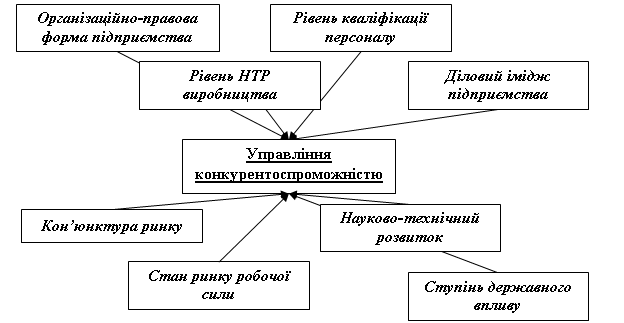 Організаційно-правова
форма підприємства
Рівень кваліфікації
персоналу
Рівень НТР
виробництва
Діловий імідж
підприємства
Управління
конкурентоспроможністю
Кон’юнктура ринку
Науково-технічний
розвиток
Стан ринку робочої
сили
Ступінь державного
впливу